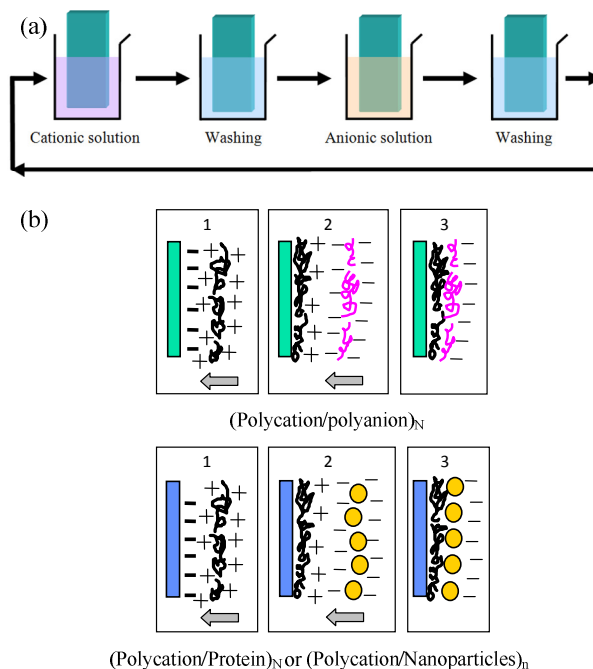 (a)
Cationic solution Washing Anionic solution Washing
(b)
1 2 3
(Polycation/polyanion)N
1 2 3
(Polycation/Protein)N or (Polycation/Nanoparticles)n